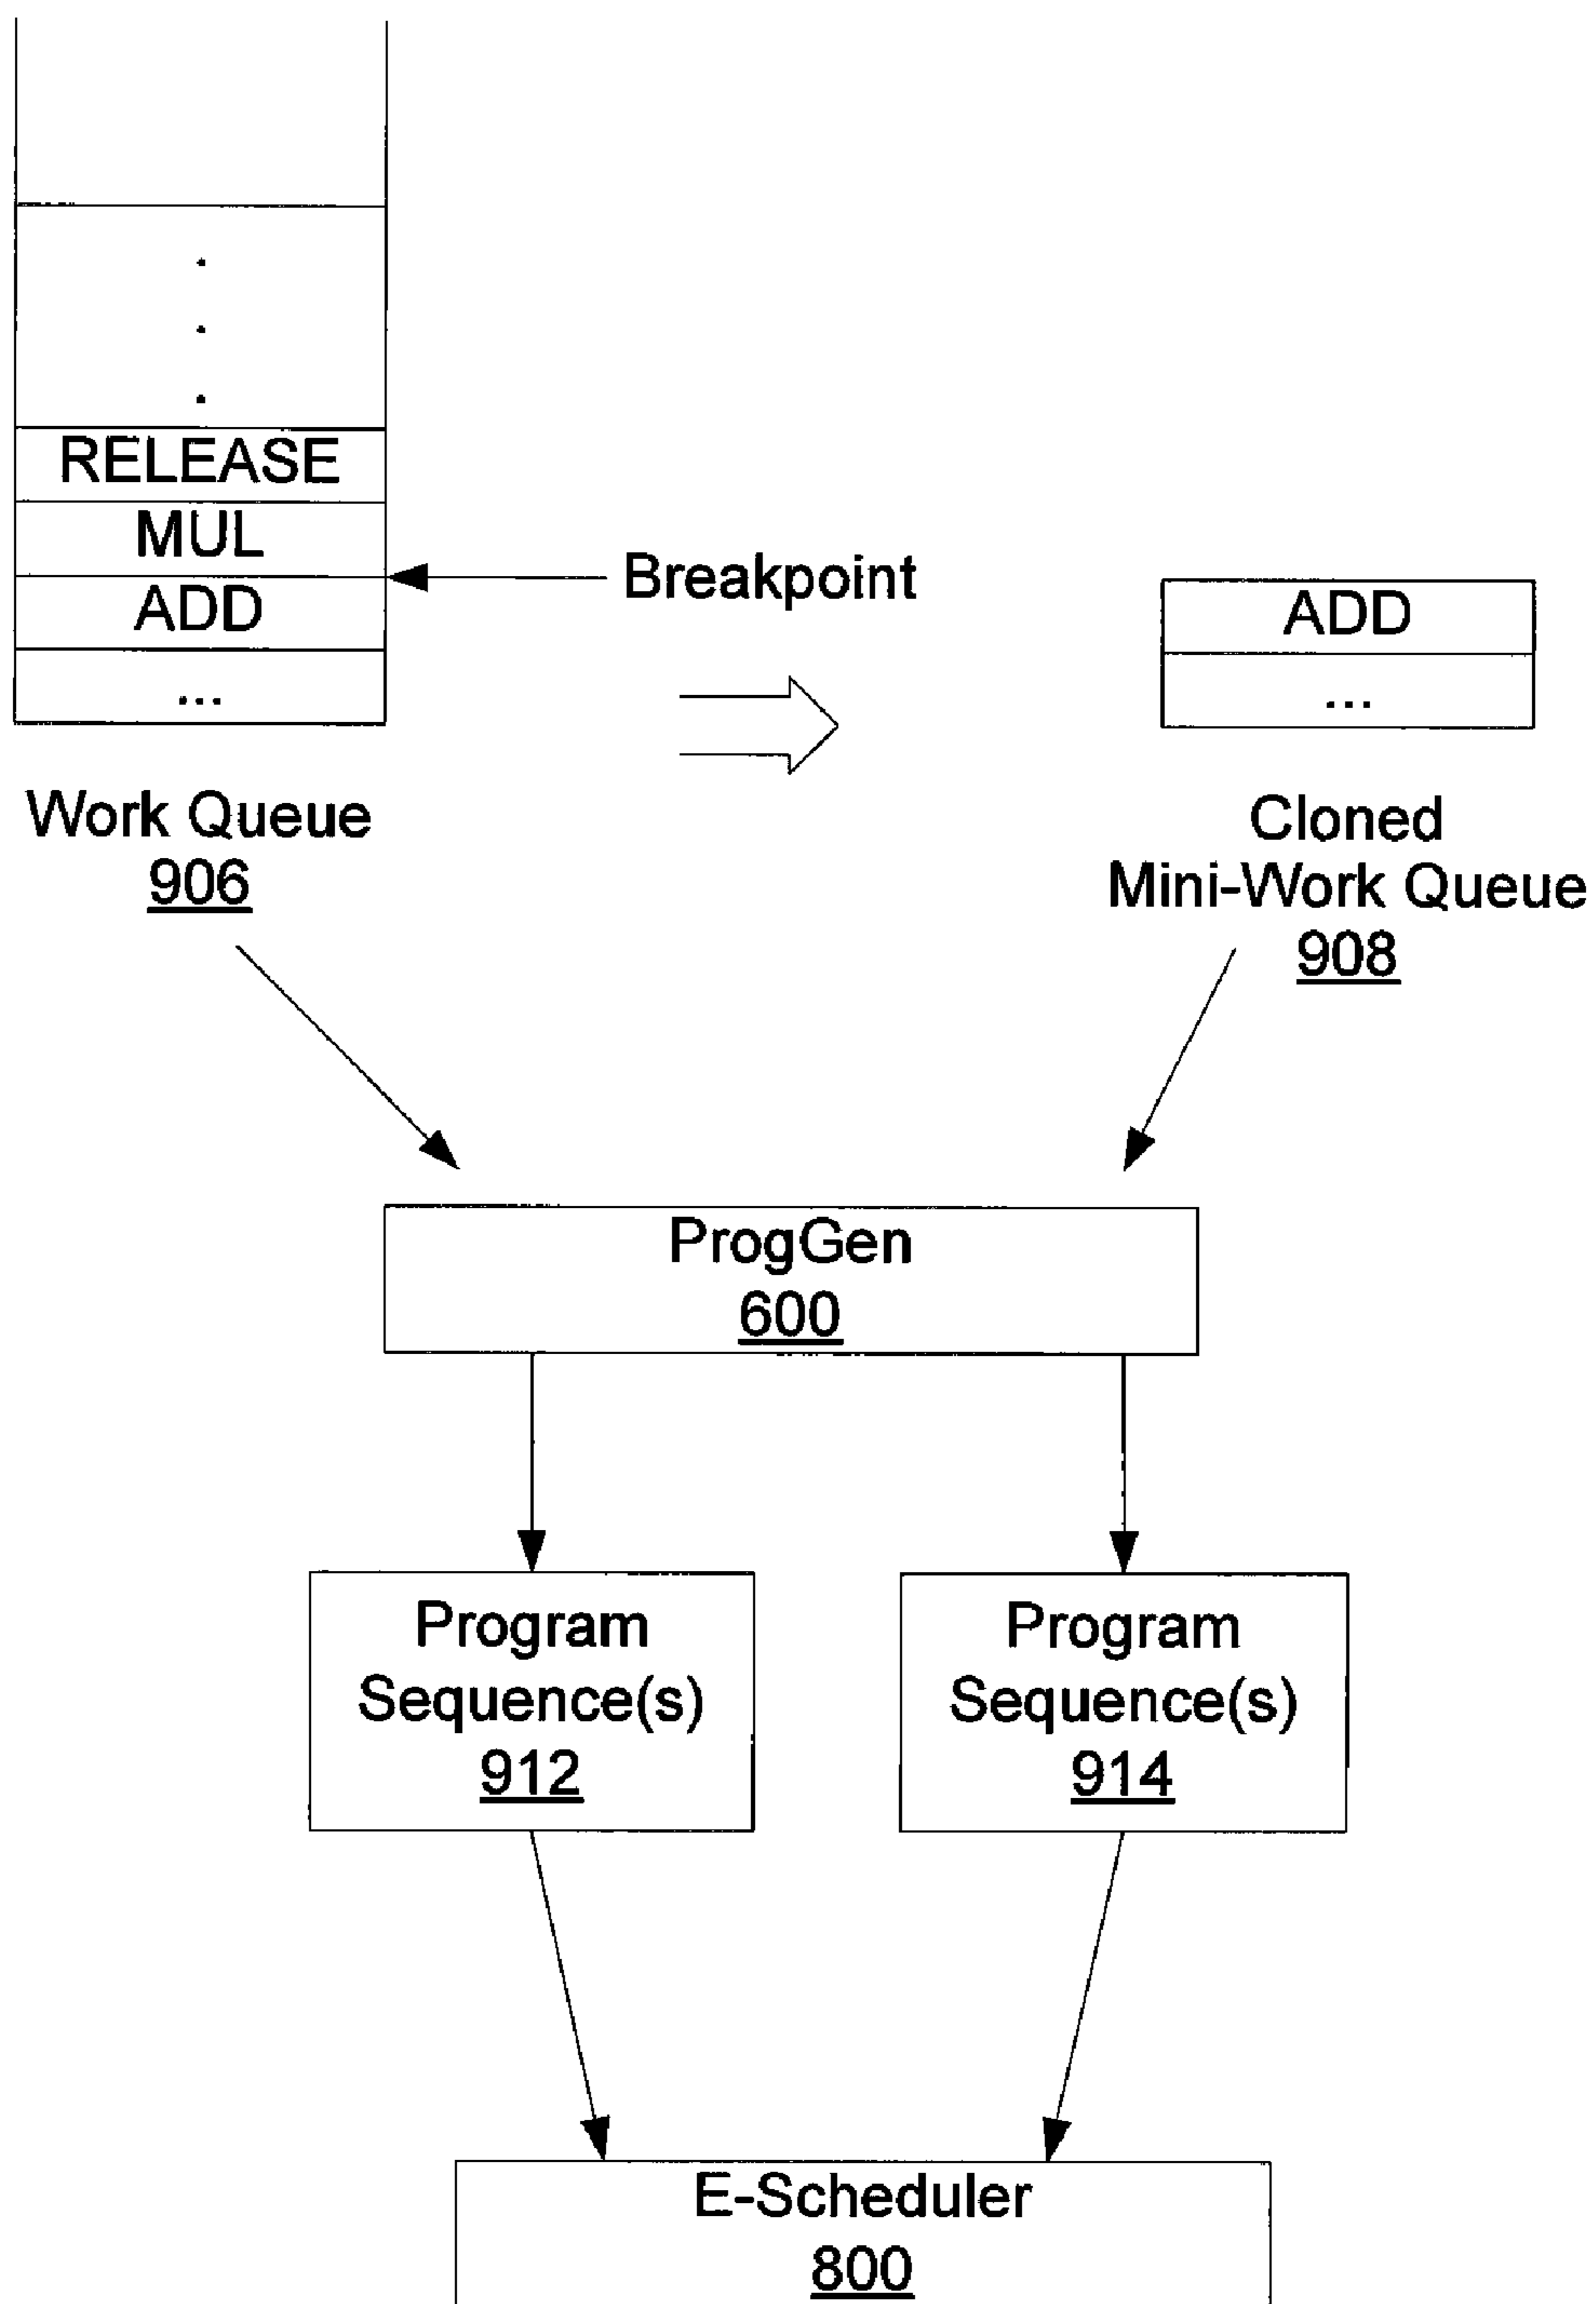 .
.
.
RELEASE
MUL
ADD
...
Breakpoint
ADD
...
Work Queue
906
Cloned
Mini-Work Queue
908
ProgGen
600
Program
Sequence(s)
912
Program
Sequence(s)
914
E-Scheduler
800